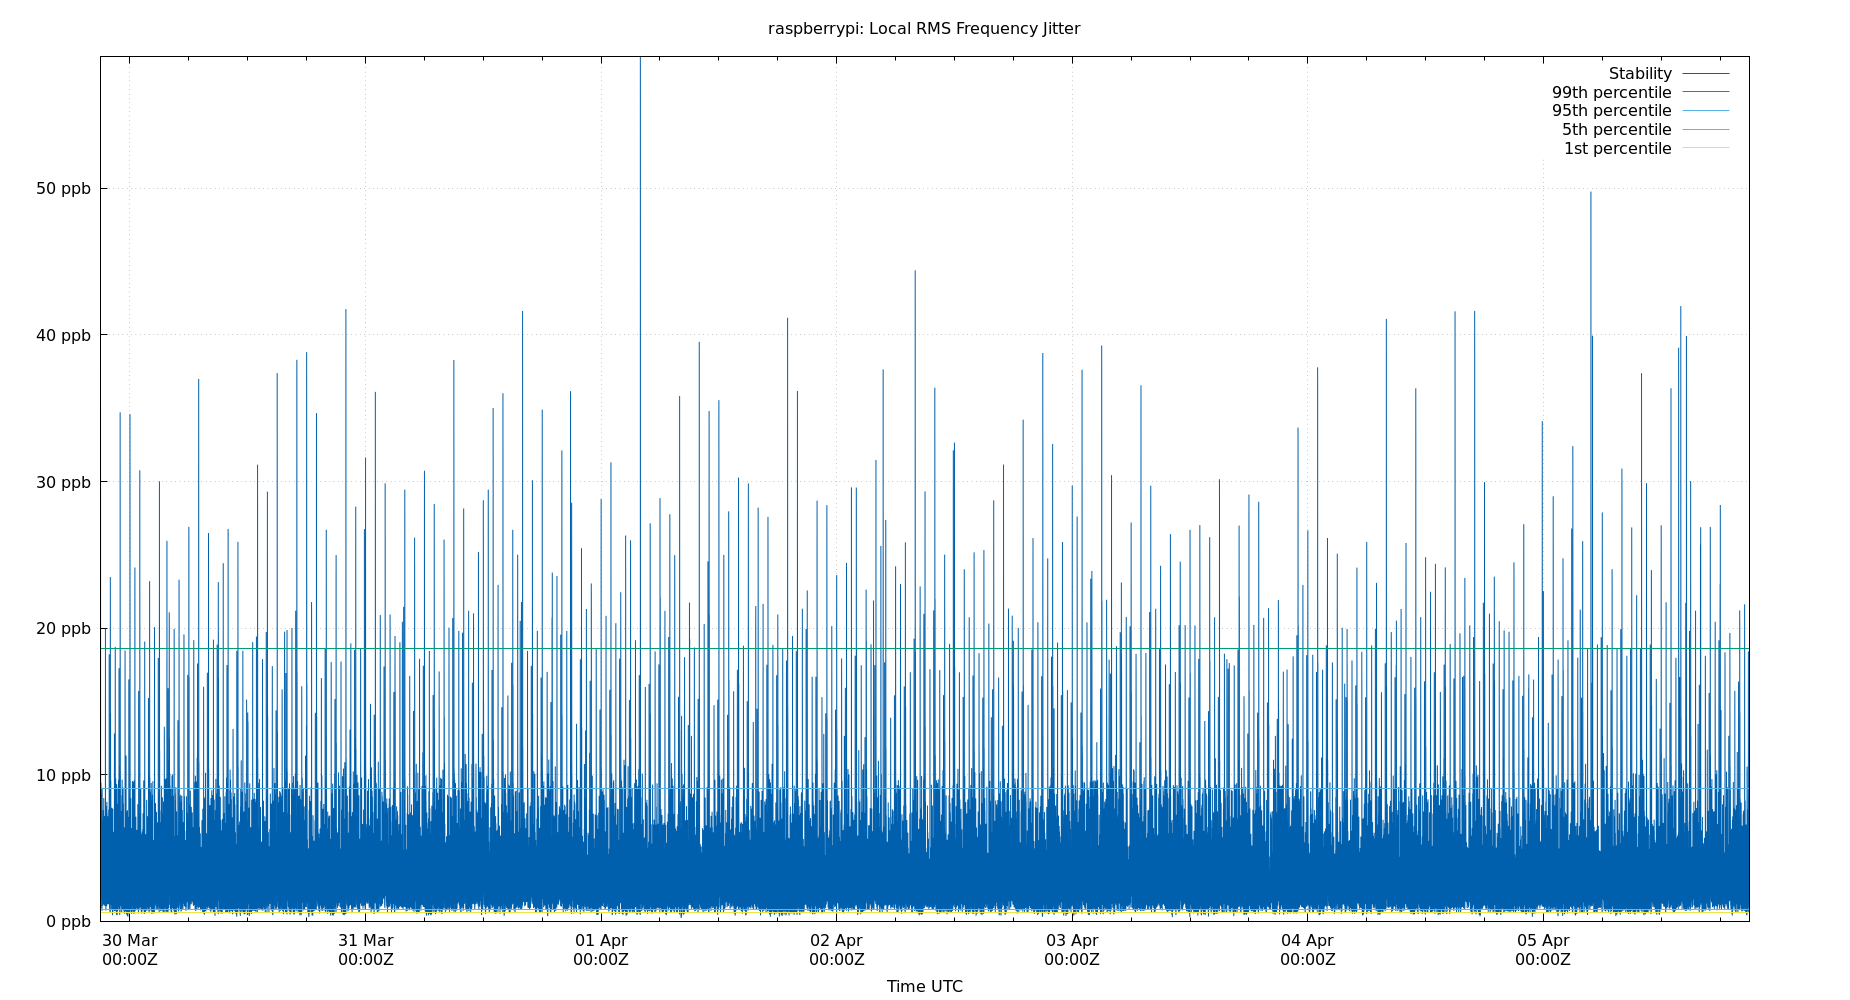 raspberrypi: Local RMS Frequency Jitter
Stability
99th percentile
95th percentile
5th percentile
1st percentile
50 ppb
40 ppb
30 ppb
20 ppb
10 ppb
0 ppb
30 Mar 31 Mar 01 Apr 02 Apr 03 Apr 04 Apr 05 Apr
00:00Z 00:00Z 00:00Z 00:00Z 00:00Z 00:00Z 00:00Z
Time UTC